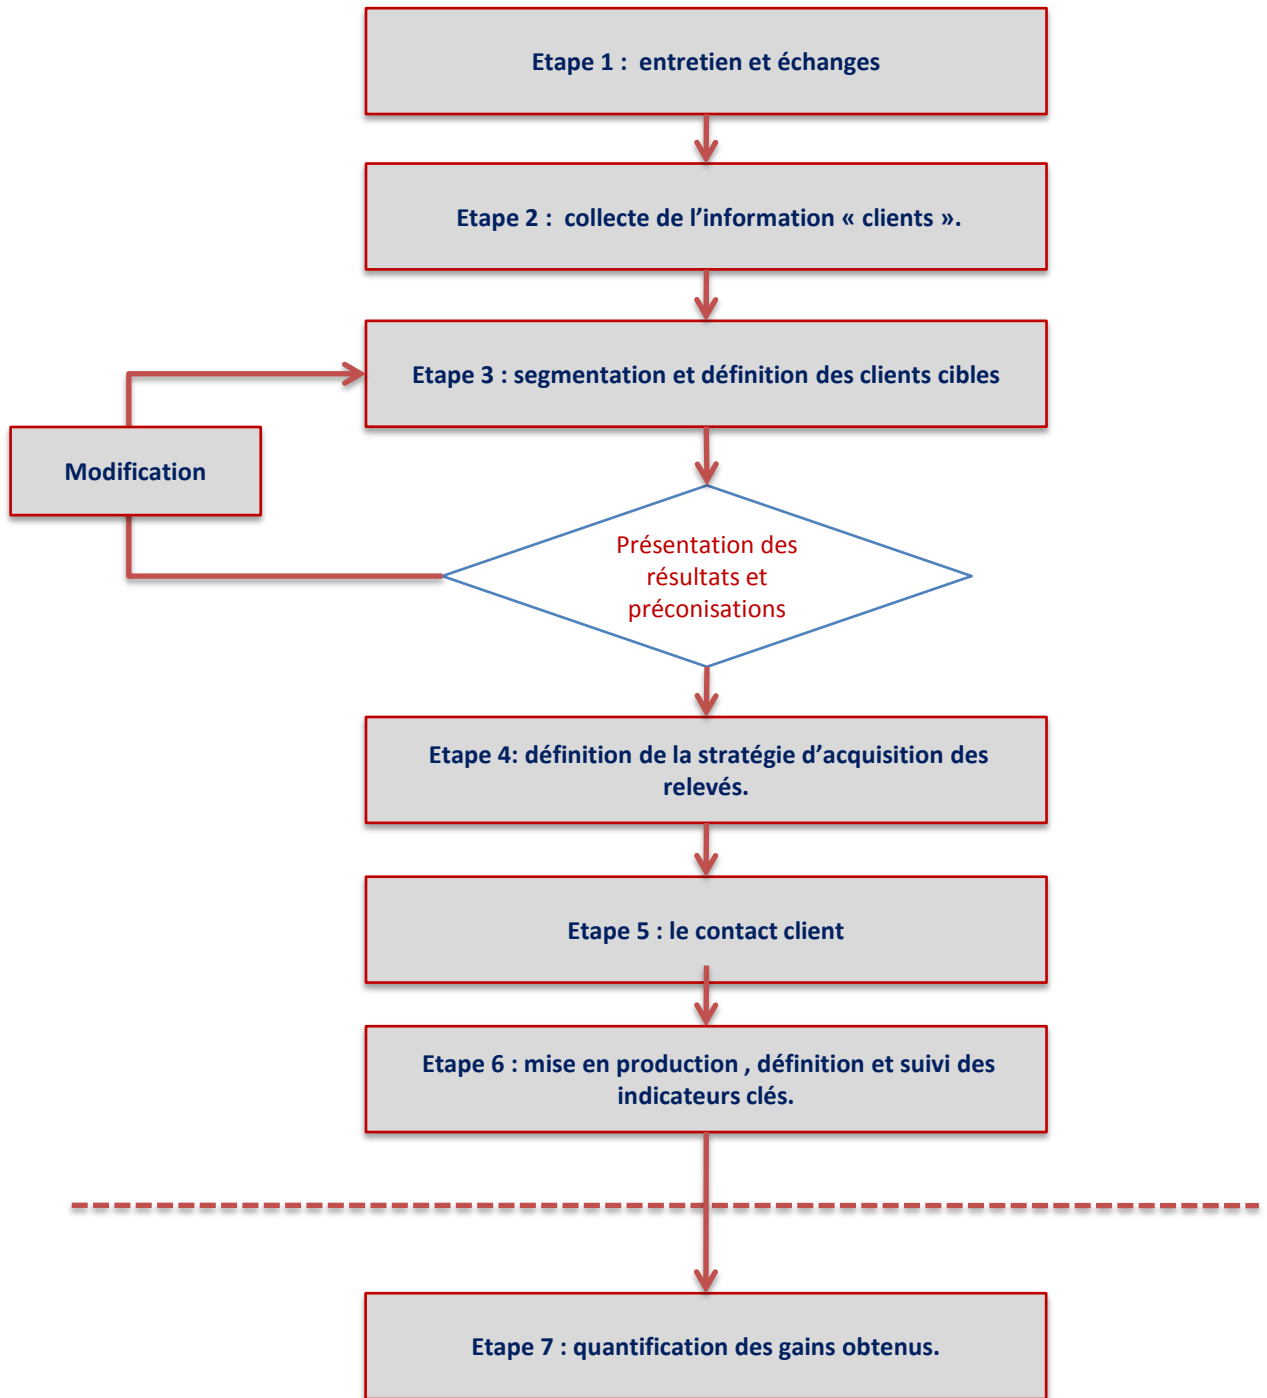 Etape 1 : entretien et échanges
Etape 2 : collecte de l’information « clients ».
Etape 3 : segmentation et définition des clients cibles
Modification
Présentation des
résultats et
préconisations
Etape 4: définition de la stratégie d’acquisition des
relevés.
Etape 5 : le contact client
Etape 6 : mise en production , définition et suivi des
indicateurs clés.
Etape 7 : quantification des gains obtenus.